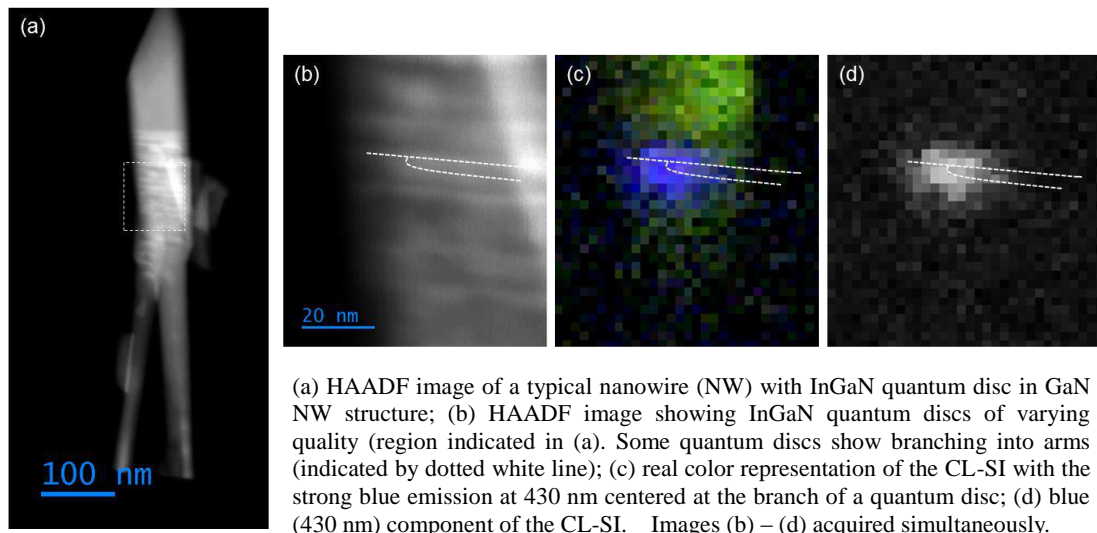 (a)
(b)
(c)
(d)
20 nm
100 nm
(a) HAADF image of a typical nanowire (NW) with InGaN quantum disc in GaN
NW structure; (b) HAADF image showing InGaN quantum discs of varying
quality (region indicated in (a). Some quantum discs show branching into arms
(indicated by dotted white line); (c) real color representation of the CL-SI with the
strong blue emission at 430 nm centered at the branch of a quantum disc; (d) blue
(430 nm) component of the CL-SI. Images (b) – (d) acquired simultaneously.